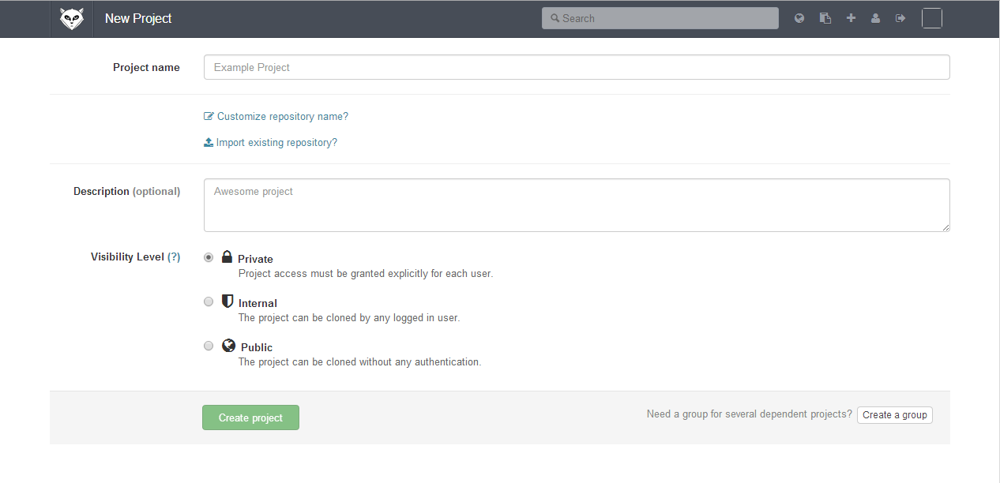 New Project
Search
Project name
Example Project
Customize repository name?
Import existing repository?
Description (optional)
Awesome project
Visibility Level (?)
Private
Project access must be granted explicitly for each user.
Internal
The project can be cloned by any logged in user.
Public
The project can be cloned without any authentication.
Create project
Need a group for several dependent projects? Create a group